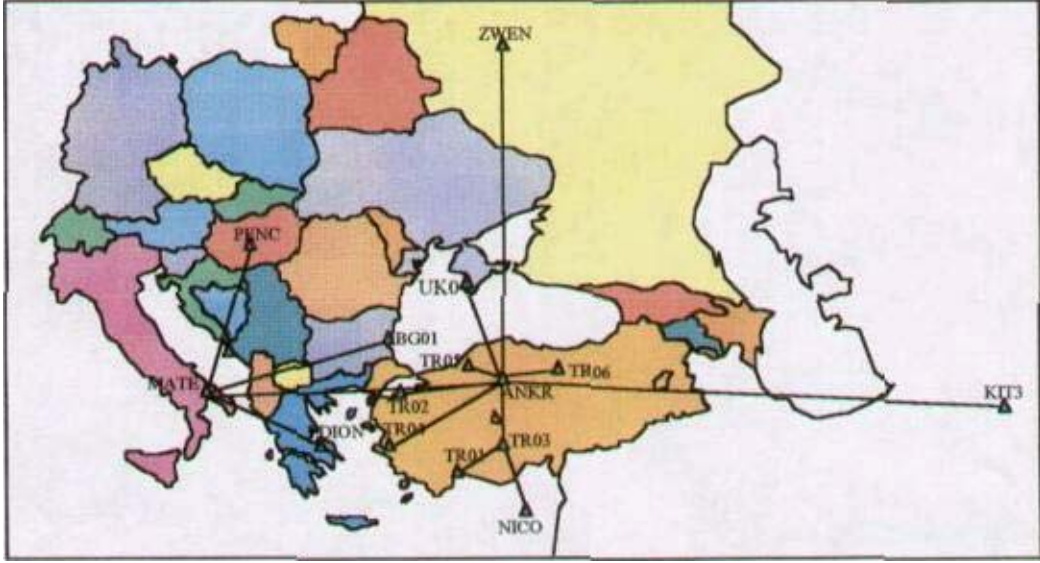 ZWEN
PENC
UK0
BG01
TR05
TR06
MATE
ANKR
KIT3
TR02
DION
TR04
TR03
TR01
NICO